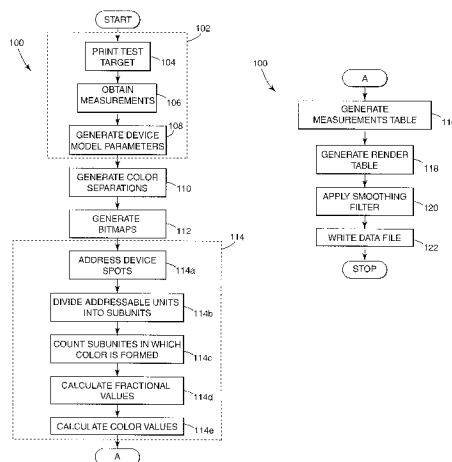 START
100
102
PRINT TEST
TARGET
104
OBTAIN
MEASUREMENTS
106
GENERATE DEVICE
MODEL PARAMETERS
108
GENERATE COLOR
SEPARATIONS
110
GENERATE
BITMAPS
112
114
ADDRESS DEVICE
SPOTS
114a
DIVIDE ADDRESSABLE UNITS
INTO SUBUNITS
114b
COUNT SUBUNITES IN WHICH
COLOR IS FORMED
114c
CALCULATE FRACTIONAL
VALUES
114d
CALCULATE COLOR VALUES
114e
A
100
A
GENERATE
MEASUREMENTS TABLE
GENERATE RENDER
TABLE
118
APPLY SMOOTHING
FILTER
120
WRITE DATA FILE
122
STOP